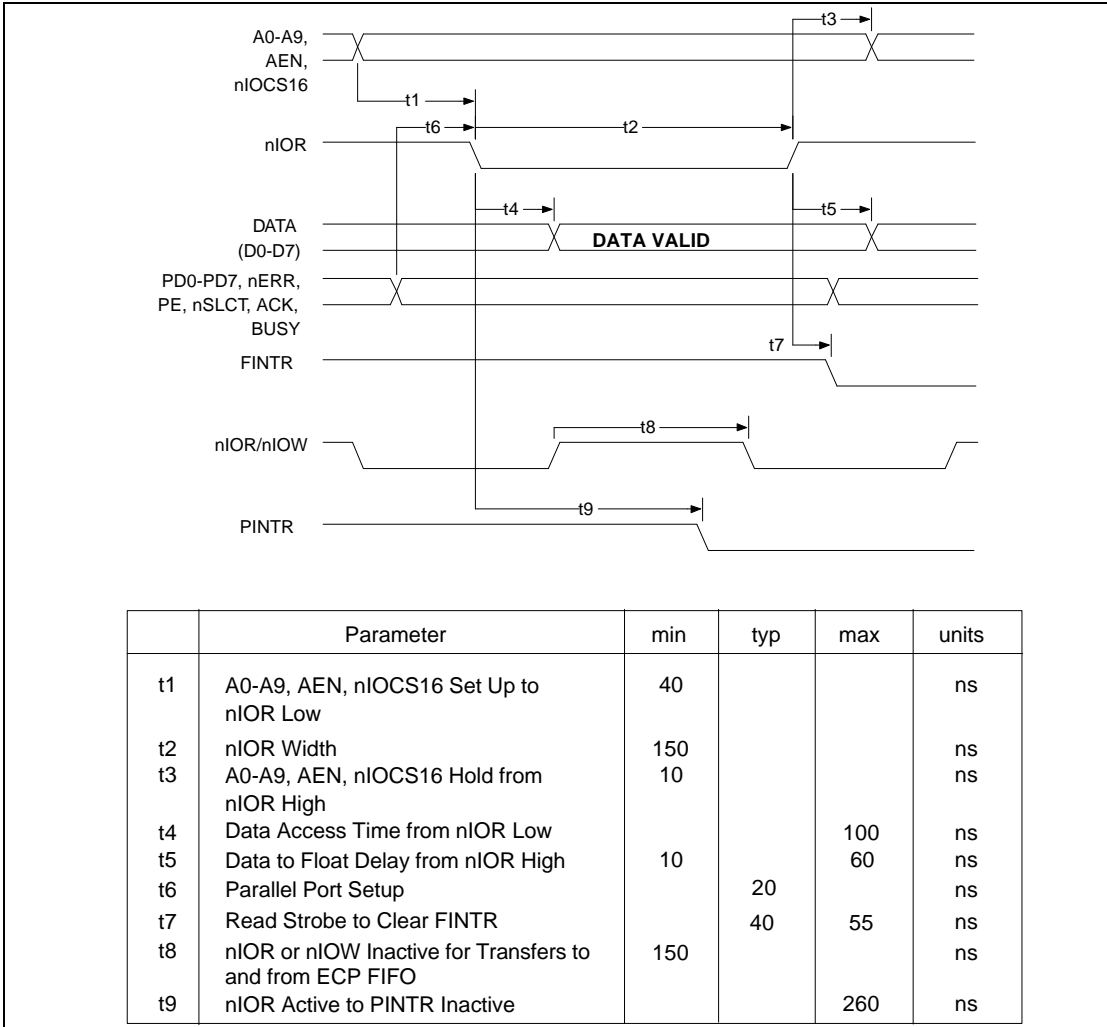 t3
A0-A9,
AEN,
nIOCS16
t1
t6
t2
nIOR
t4
t5
DATA
(D0-D7)
DATA VALID
PD0-PD7, nERR,
PE, nSLCT, ACK,
BUSY
t7
FINTR
t8
nIOR/nIOW
t9
PINTR
Parameter min typ max units
t1 A0-A9, AEN, nIOCS16 Set Up to 40 ns
nIOR Low
t2 nIOR Width 150 ns
t3 A0-A9, AEN, nIOCS16 Hold from 10 ns
nIOR High
t4 Data Access Time from nIOR Low 100 ns
t5 Data to Float Delay from nIOR High 10 60 ns
t6 Parallel Port Setup 20 ns
t7 Read Strobe to Clear FINTR 40 55 ns
t8 nIOR or nIOW Inactive for Transfers to 150 ns
and from ECP FIFO
t9 nIOR Active to PINTR Inactive 260 ns